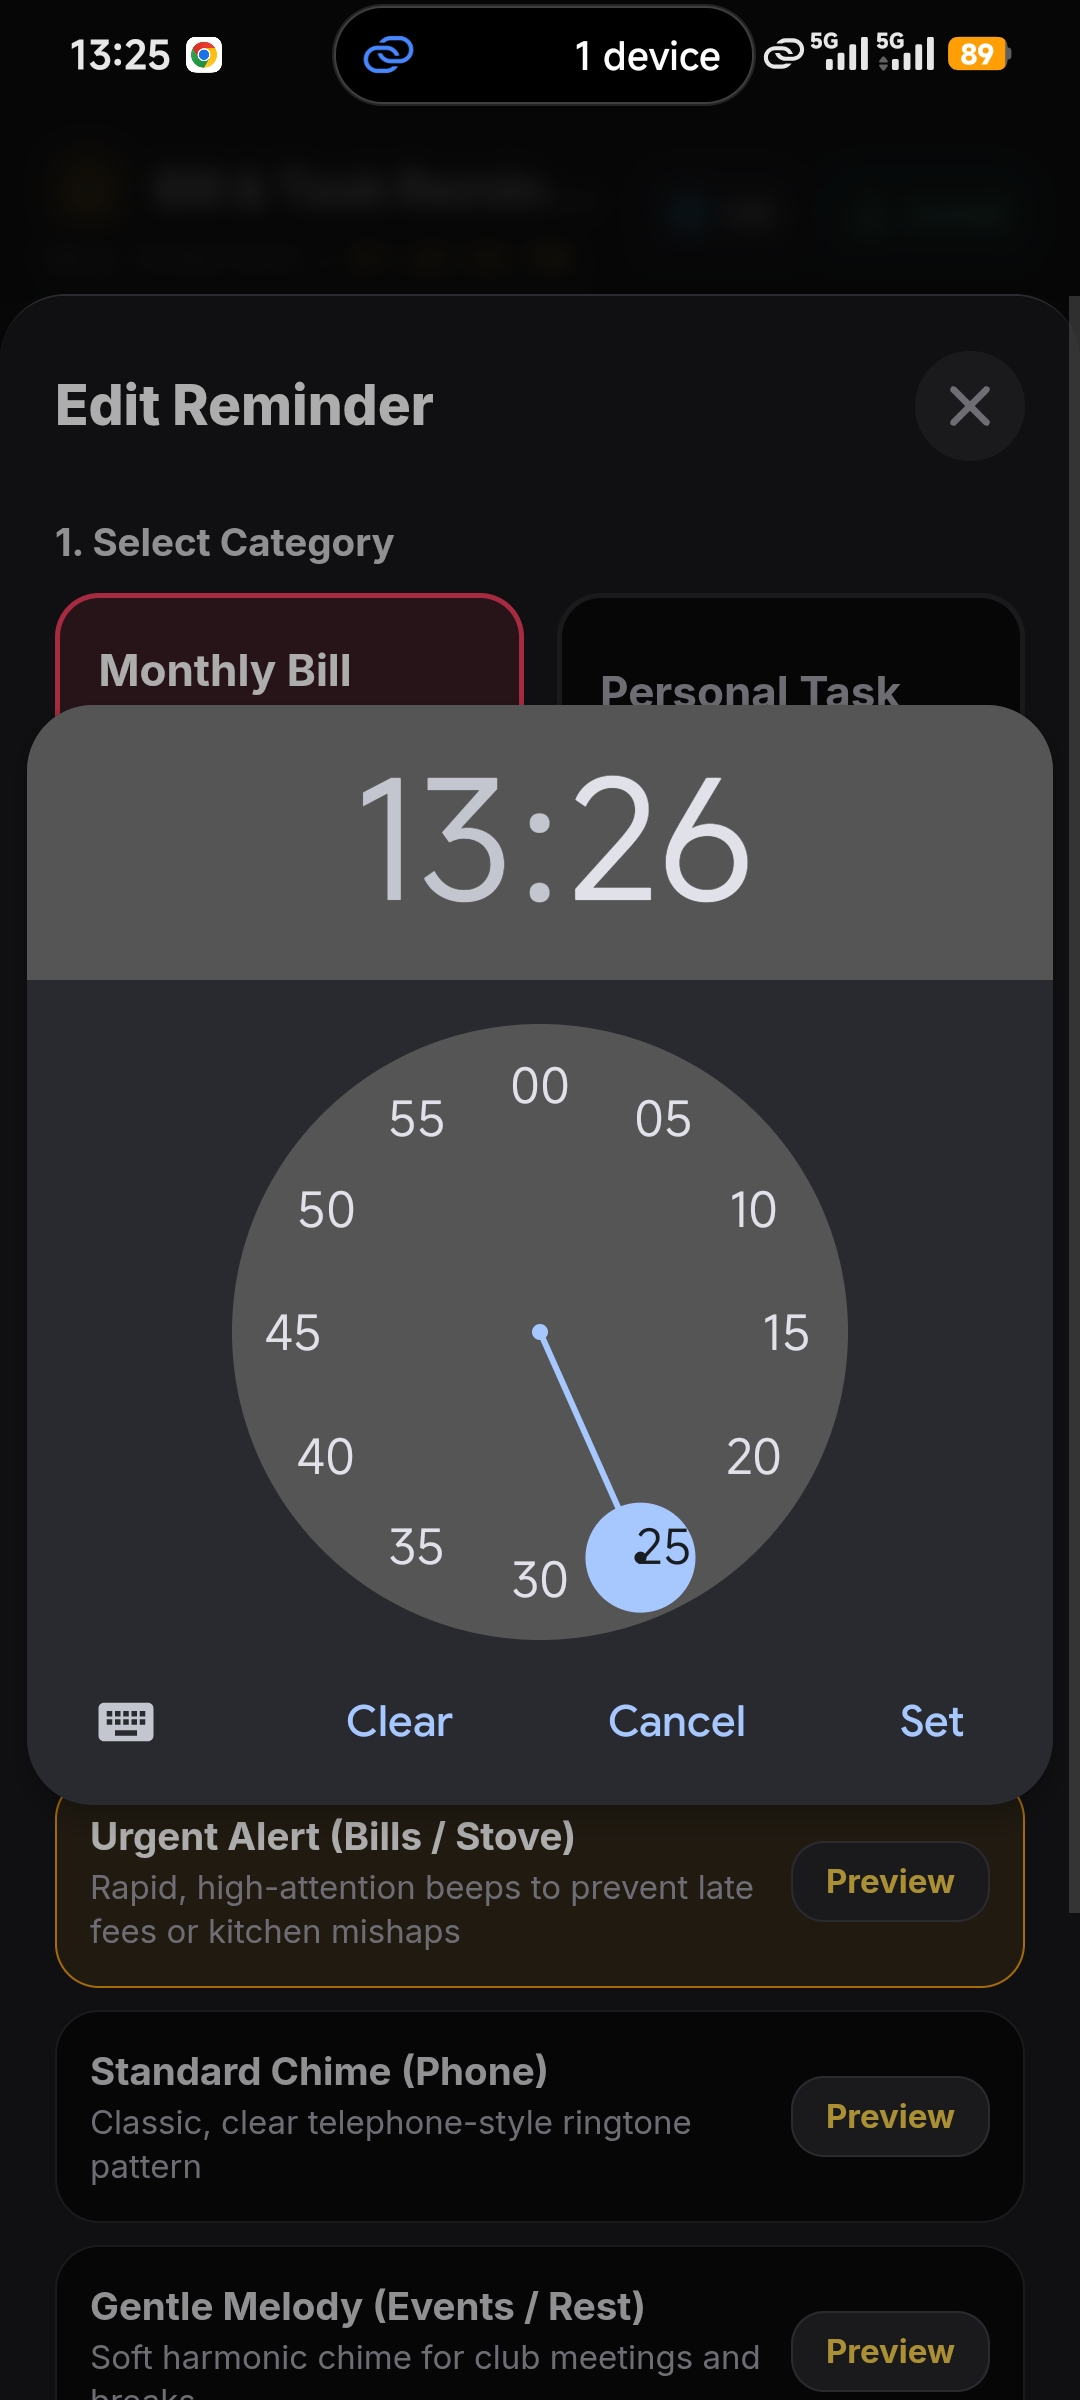 13:25
1 device
5G
5G
89
Edit Reminder
1. Select Category
Monthly Bill
Personal Task
13:26
00
05
10
15
20
25
30
35
40
45
50
55
Clear
Cancel
Set
Urgent Alert (Bills / Stove)
Rapid, high-attention beeps to prevent late
fees or kitchen mishaps
Preview
Standard Chime (Phone)
Classic, clear telephone-style ringtone
pattern
Preview
Gentle Melody (Events / Rest)
Soft harmonic chime for club meetings and
breaks
Preview